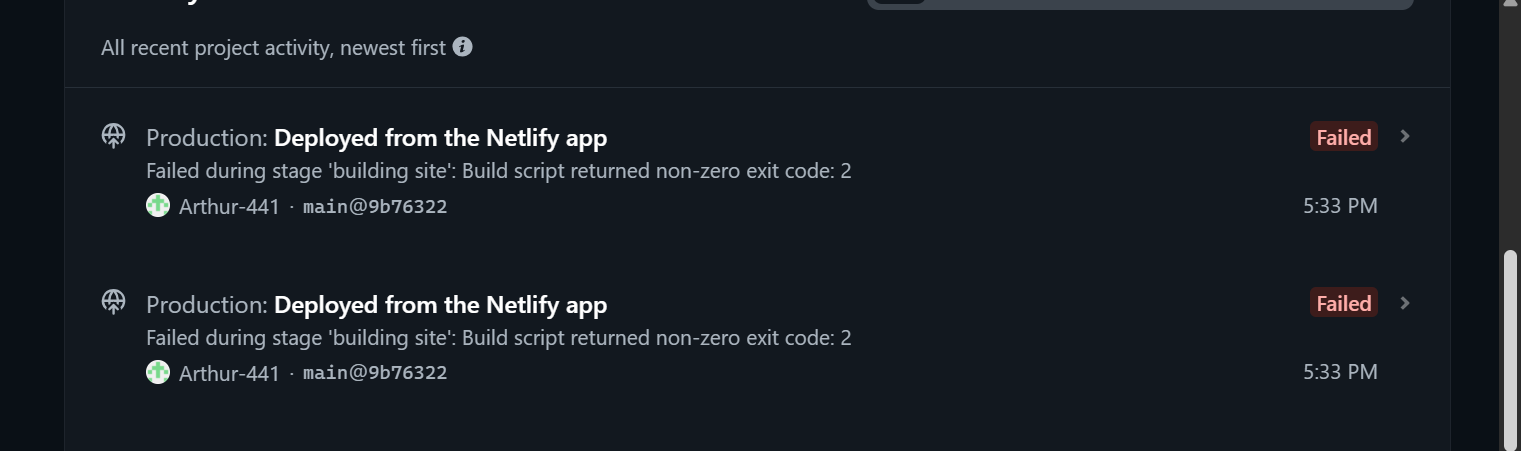 All recent project activity, newest first
Production: Deployed from the Netlify app
Failed
Failed during stage 'building site': Build script returned non-zero exit code: 2
Arthur-441 · main@9b76322
5:33 PM
Production: Deployed from the Netlify app
Failed
Failed during stage 'building site': Build script returned non-zero exit code: 2
Arthur-441 · main@9b76322
5:33 PM